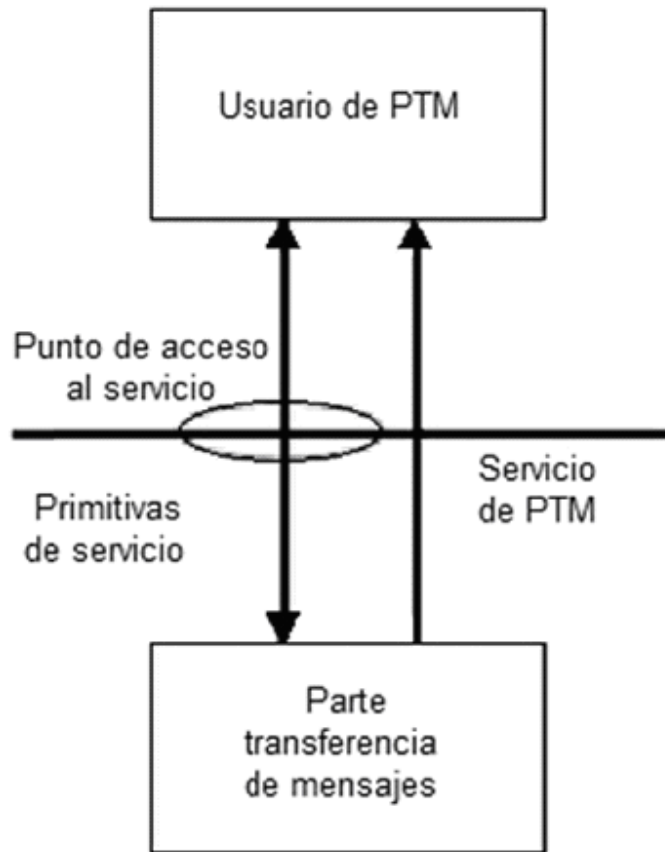 Usuario de PTM
Punto de acceso
al servicio
Servicio
de PTM
Primitivas
de servicio
Parte
transferencia
de mensajes